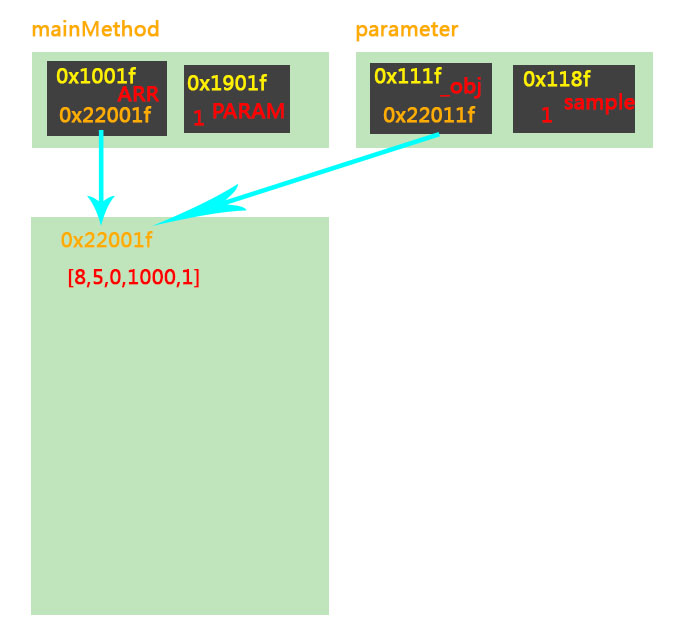 mainMethod
parameter
0x1001f
ARR
0x22001f
0x1901f
1 PARAM
0x111f
_obj
0x22011f
0x118f
1 sample
0x22001f
[8,5,0,1000,1]